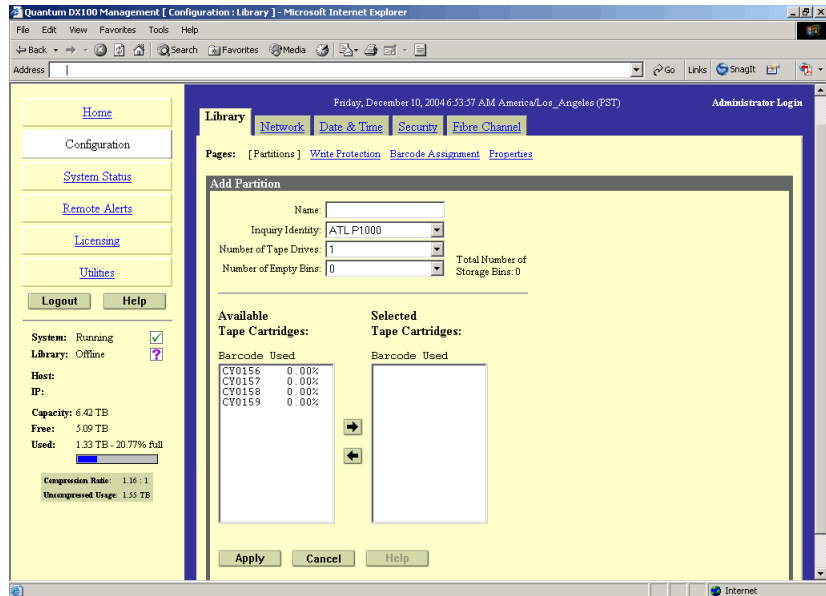 Quantum DX100 Management [ Configuration : Library ] - Microsoft Internet Explorer
File Edit View Favorites Tools Help
Back Search Favorites Media
Address Go Links SnagIt
Friday, December 10, 2004 6:53:57 AM America/Los_Angeles (PST) Administrator Login
Home
Configuration
System Status
Remote Alerts
Licensing
Utilities
Logout Help
System: Running
Library: Offline ?
Host:
IP:
Capacity: 6.42 TB
Free: 5.09 TB
Used: 1.33 TB - 20.77% full
Compression Ratio: 1.16 : 1
Uncompressed Usage: 1.55 TB
Library Network Date & Time Security Fibre Channel
Pages: [ Partitions ] Write Protection Barcode Assignment Properties
Add Partition
Name:
Inquiry Identity: ATL P1000
Number of Tape Drives: 1
Number of Empty Bins: 0
Total Number of
Storage Bins: 0
Available
Tape Cartridges:
Barcode Used
CY0156 0.00%
CY0157 0.00%
CY0158 0.00%
CY0159 0.00%
Selected
Tape Cartridges:
Barcode Used
Apply Cancel Help
Internet